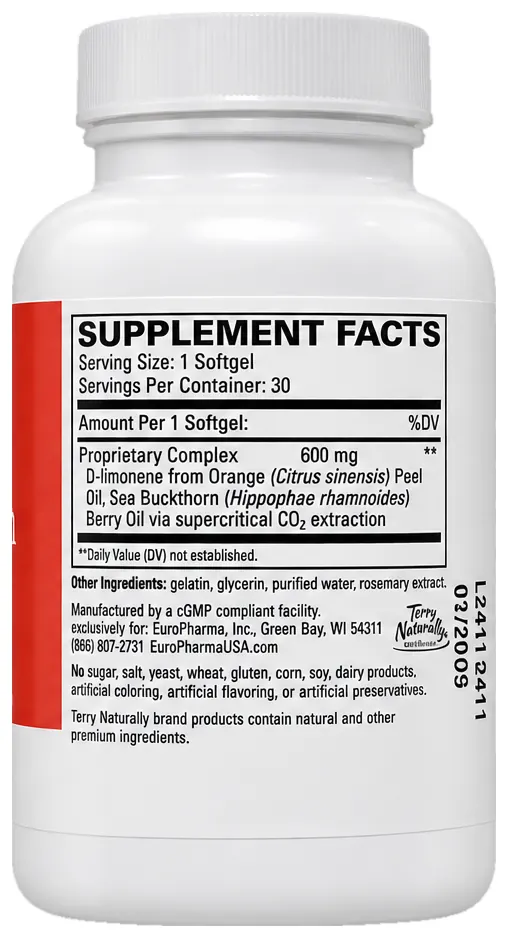 SUPPLEMENT FACTS
Serving Size: 1 Softgel
Servings Per Container: 30
Amount Per 1 Softgel: %DV
Proprietary Complex 600 mg **
D-limonene from Orange (Citrus sinensis) Peel
Oil, Sea Buckthorn (Hippophae rhamnoides)
Berry Oil via supercritical CO₂ extraction
**Daily Value (DV) not established.
Other Ingredients: gelatin, glycerin, purified water, rosemary extract.
Manufactured by a cGMP compliant facility.
exclusively for: EuroPharma, Inc., Green Bay, WI 54311
(866) 807-2731 EuroPharmaUSA.com
Terry
Naturally
No sugar, salt, yeast, wheat, gluten, corn, soy, dairy products,
artificial coloring, artificial flavoring, or artificial preservatives.
Terry Naturally brand products contain natural and other
premium ingredients.
L2411 2411
03/2009